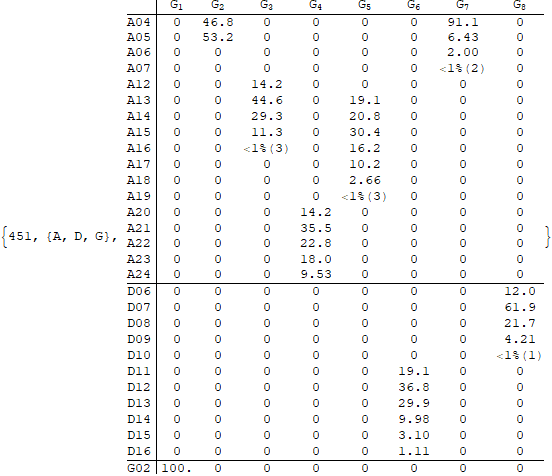 G₁ G₂ G₃ G₄ G₅ G₆ G₇ G₈
A04 0 46.8 0 0 0 0 91.1 0
A05 0 53.2 0 0 0 0 6.43 0
A06 0 0 0 0 0 0 2.00 0
A07 0 0 0 0 0 0 <1%(2) 0
A12 0 0 14.2 0 0 0 0 0
A13 0 0 44.6 0 19.1 0 0 0
A14 0 0 29.3 0 20.8 0 0 0
A15 0 0 11.3 0 30.4 0 0 0
A16 0 0 <1%(3) 0 16.2 0 0 0
A17 0 0 0 0 10.2 0 0 0
A18 0 0 0 0 2.66 0 0 0
A19 0 0 0 0 <1%(3) 0 0 0
A20 0 0 0 14.2 0 0 0 0
A21 0 0 0 35.5 0 0 0 0
{451, {A, D, G}, A22 0 0 0 22.8 0 0 0 0 }
A23 0 0 0 18.0 0 0 0 0
A24 0 0 0 9.53 0 0 0 0
D06 0 0 0 0 0 0 0 12.0
D07 0 0 0 0 0 0 0 61.9
D08 0 0 0 0 0 0 0 21.7
D09 0 0 0 0 0 0 0 4.21
D10 0 0 0 0 0 0 0 <1%(1)
D11 0 0 0 0 0 19.1 0 0
D12 0 0 0 0 0 36.8 0 0
D13 0 0 0 0 0 29.9 0 0
D14 0 0 0 0 0 9.98 0 0
D15 0 0 0 0 0 3.10 0 0
D16 0 0 0 0 0 1.11 0 0
G02 100. 0 0 0 0 0 0 0